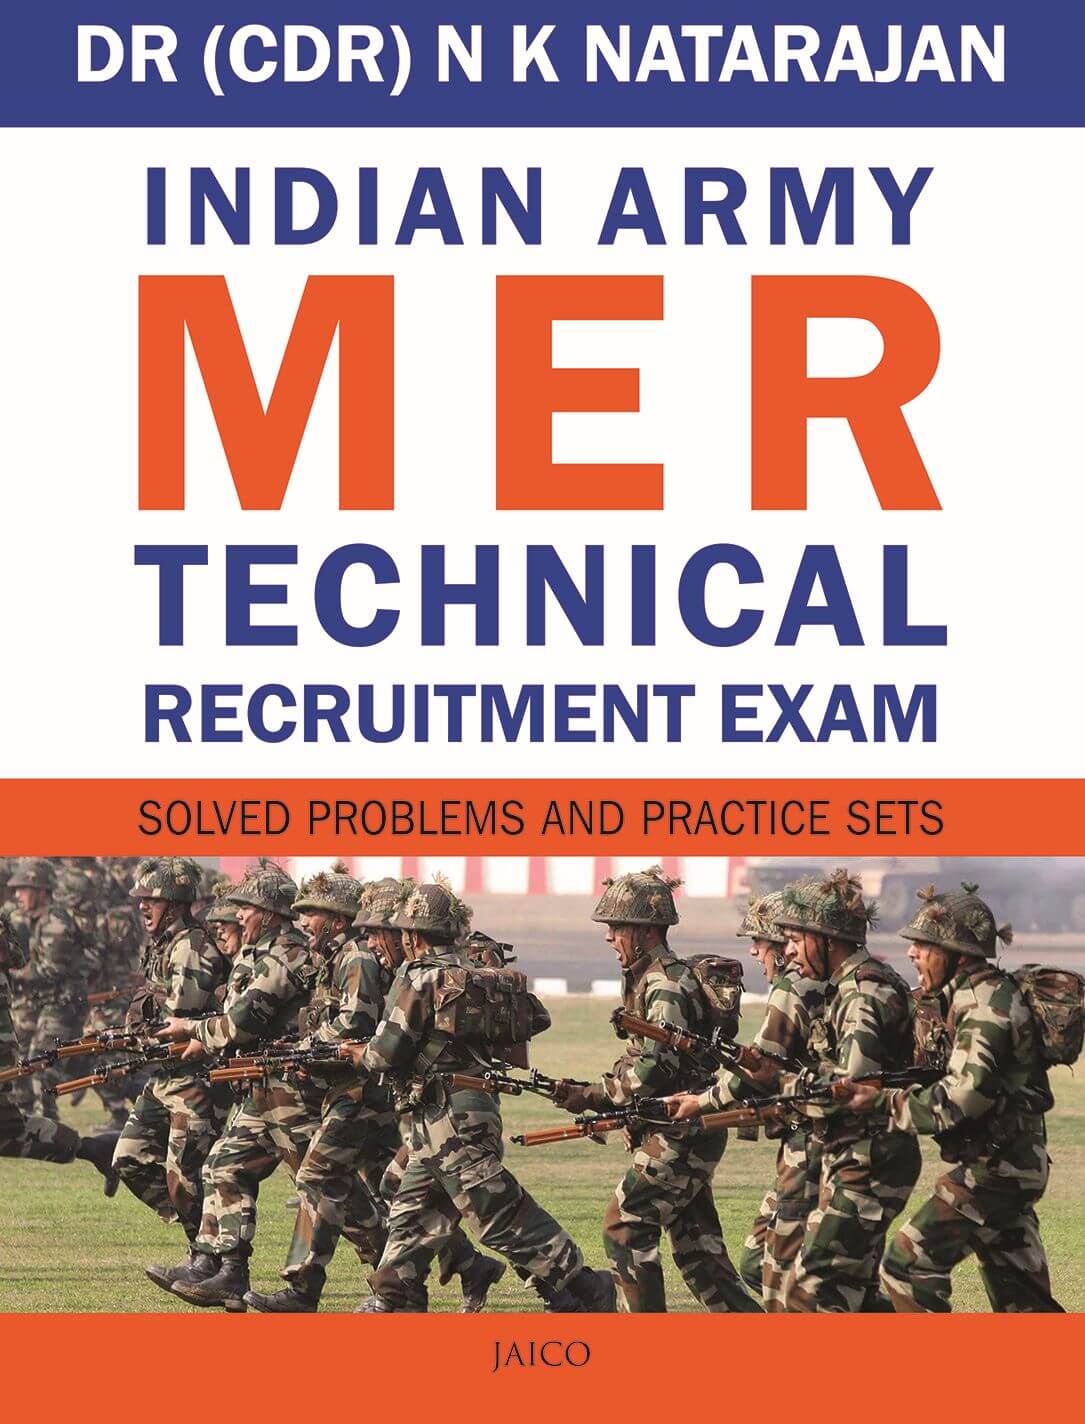 DR (CDR) N K NATARAJAN
INDIAN ARMY
MER
TECHNICAL
RECRUITMENT EXAM
SOLVED PROBLEMS AND PRACTICE SETS
JAICO